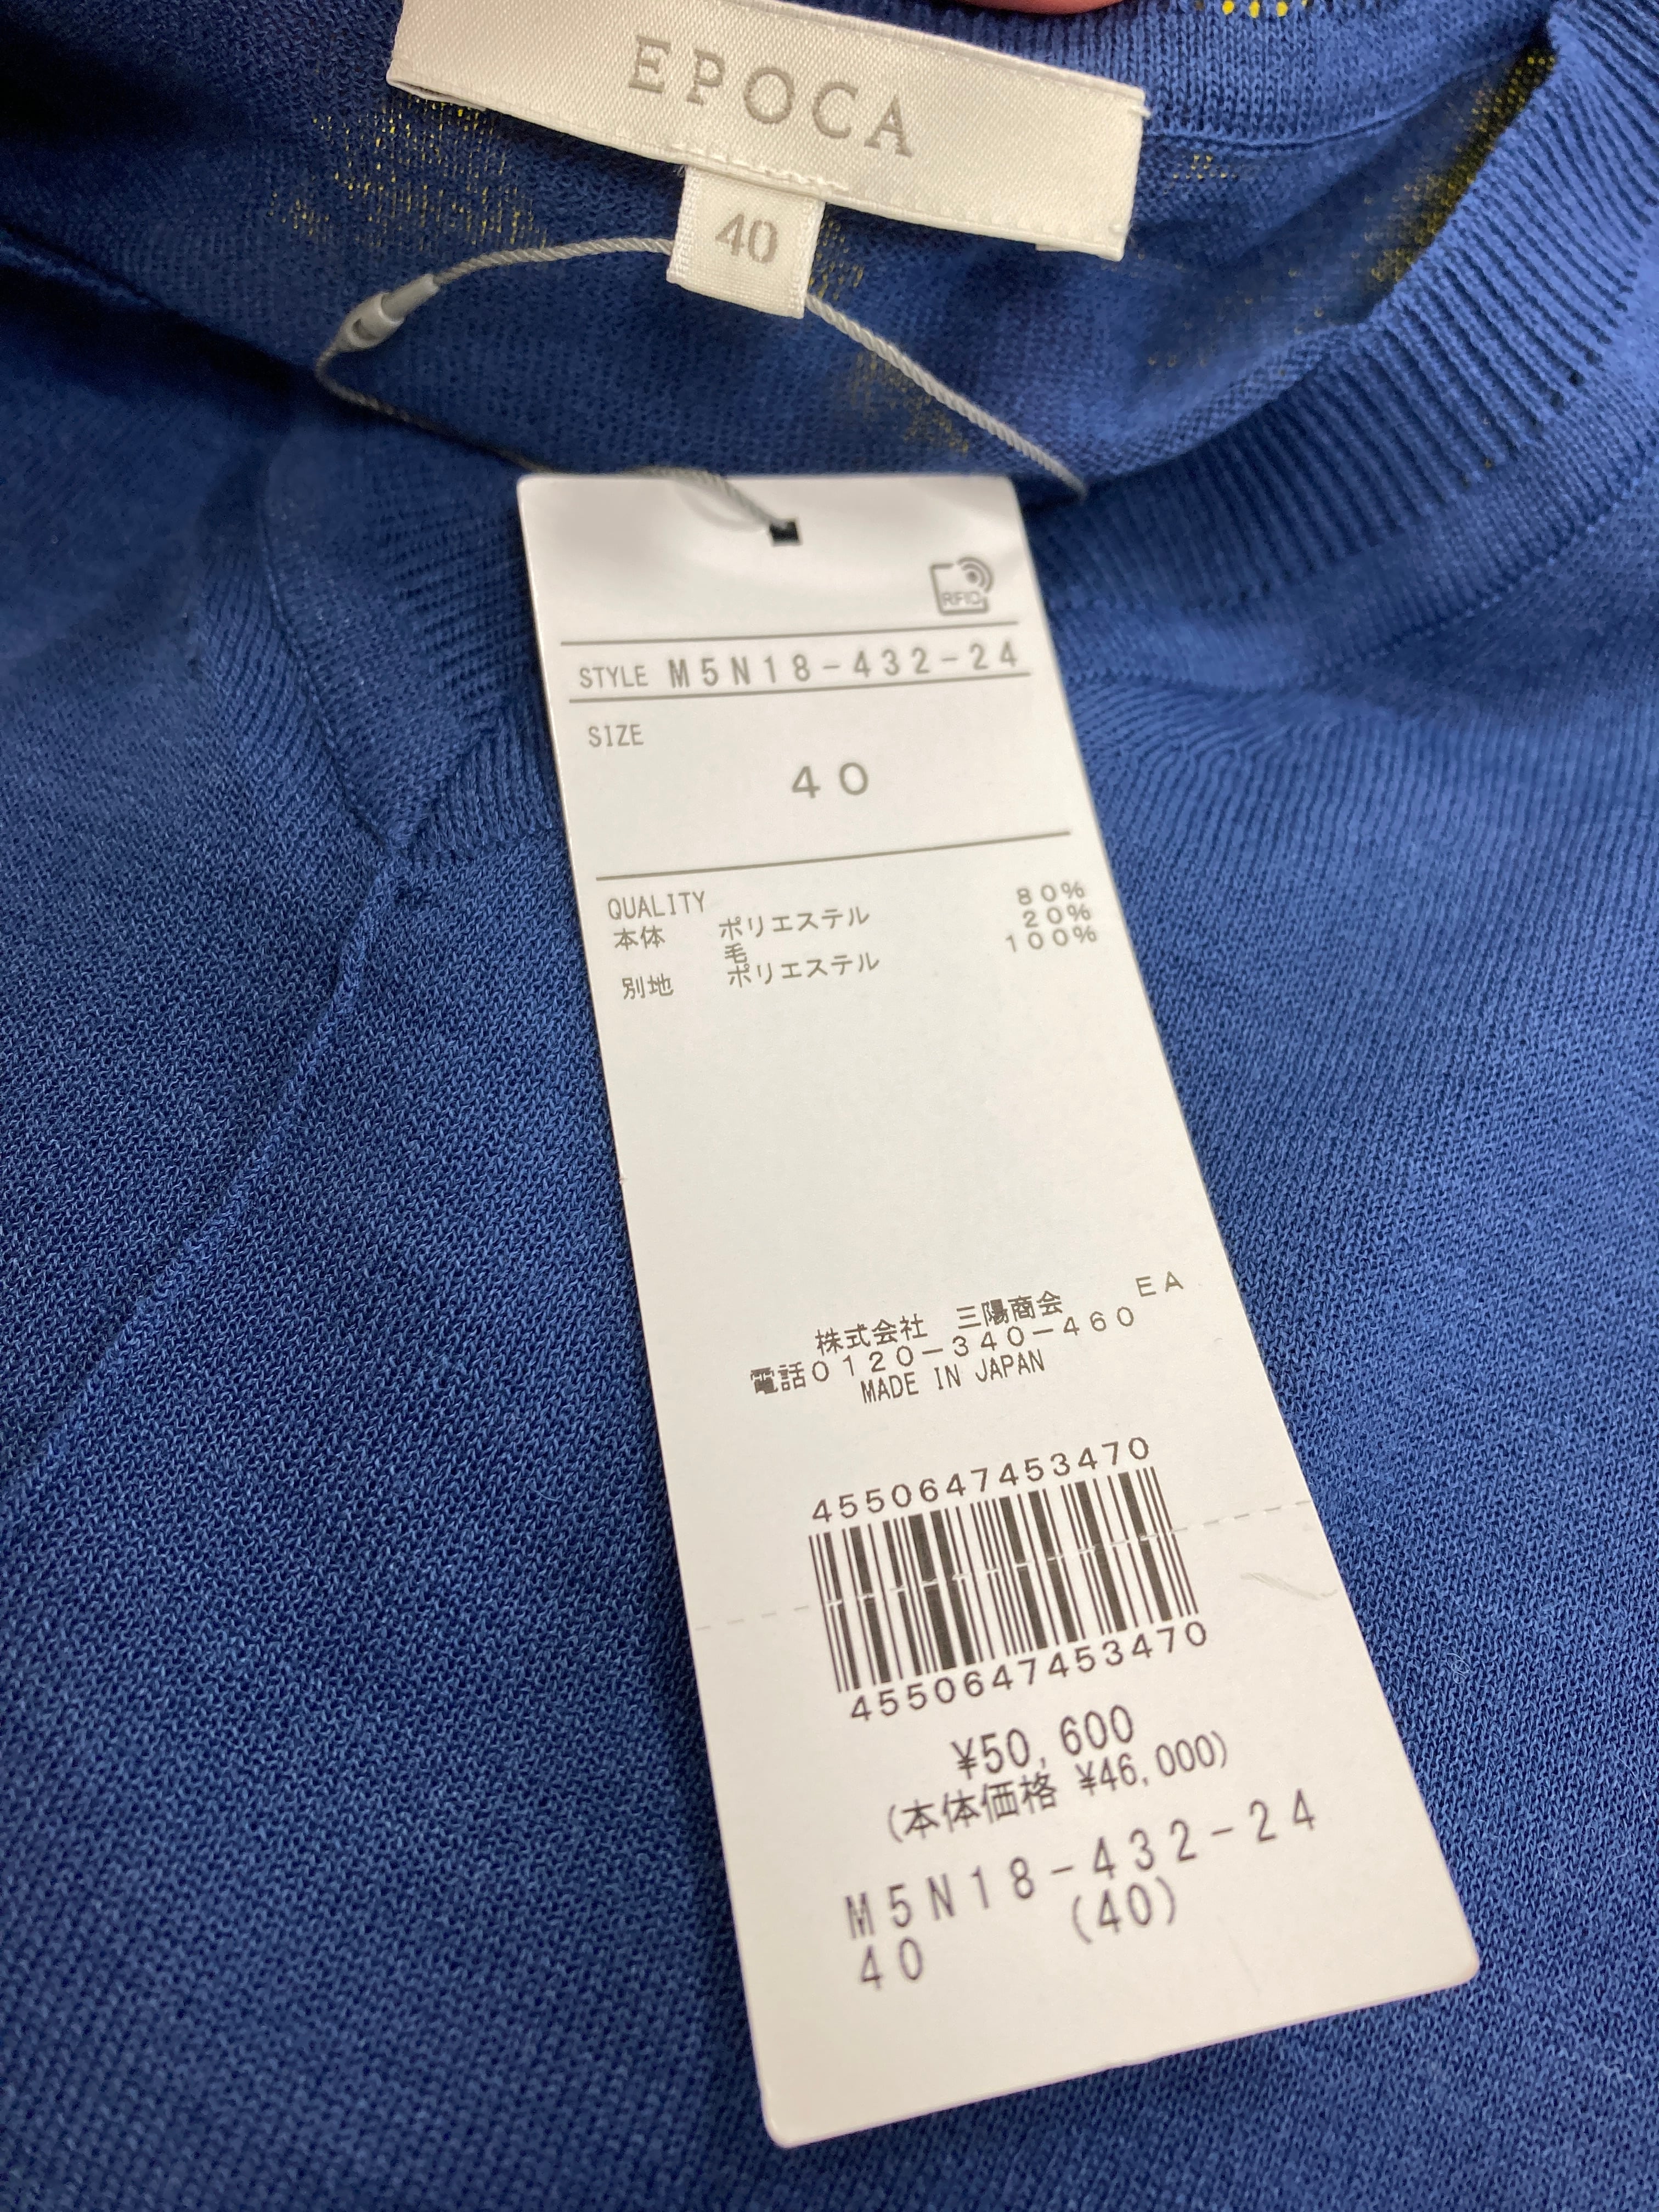 EPOCA
40
RFID
STYLE M5N18-432-24
SIZE
40
QUALITY
本体 ポリエステル 80%
毛 20%
別地 ポリエステル 100%
EA
株式会社 三陽商会
電話0120-340-460
MADE IN JAPAN
4550647453470
4550647453470
¥50,600
(本体価格 ¥46,000)
M5N18-432-24
40 (40)